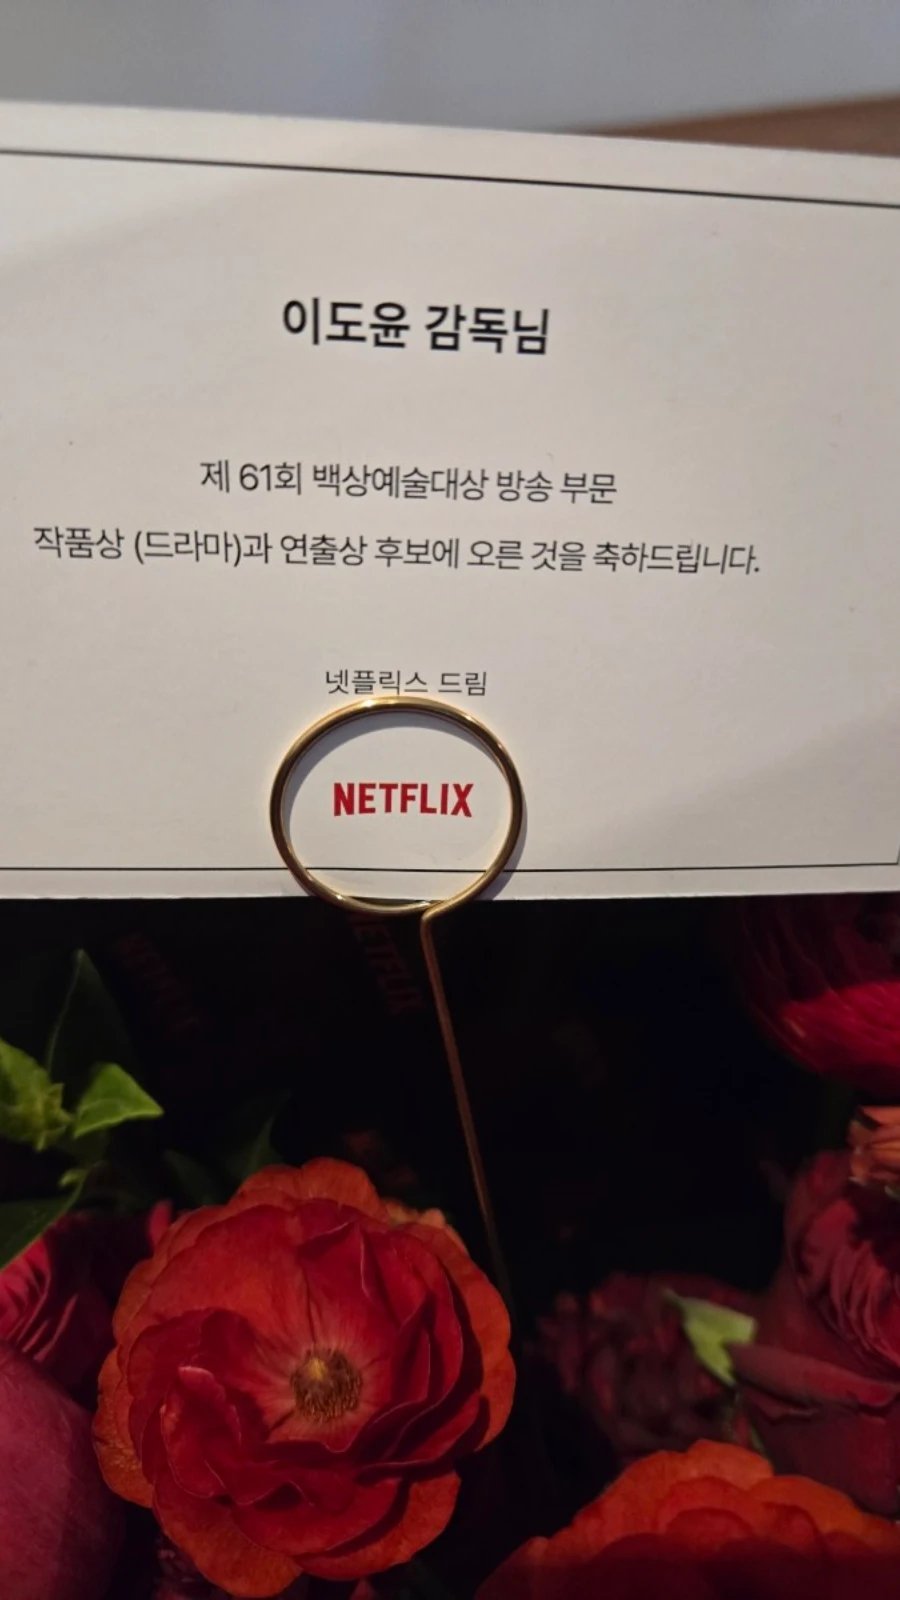 이도윤 감독님
제 61회 백상예술대상 방송 부문
작품상 (드라마)과 연출상 후보에 오른 것을 축하드립니다.
넷플릭스 드림
NETFLIX
NETFLIX
NETFLIX